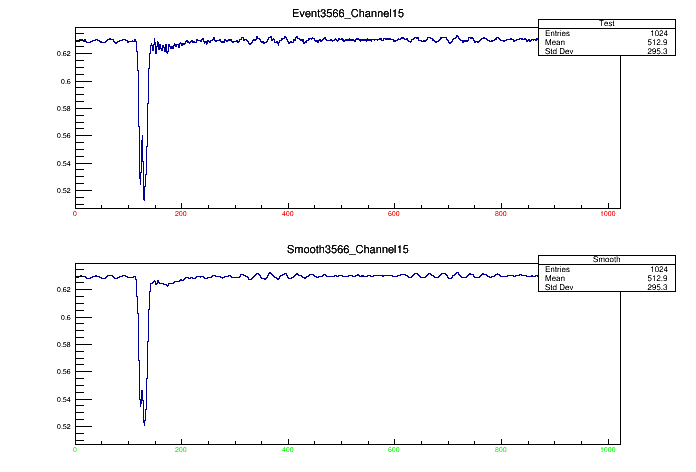 Event3566_Channel15
Test
Entries 1024
Mean 512.9
Std Dev 295.3
0.62
0.6
0.58
0.56
0.54
0.52
0 200 400 600 800 1000
Smooth3566_Channel15
Smooth
Entries 1024
Mean 512.9
Std Dev 295.3
0.62
0.6
0.58
0.56
0.54
0.52
0 200 400 600 800 1000